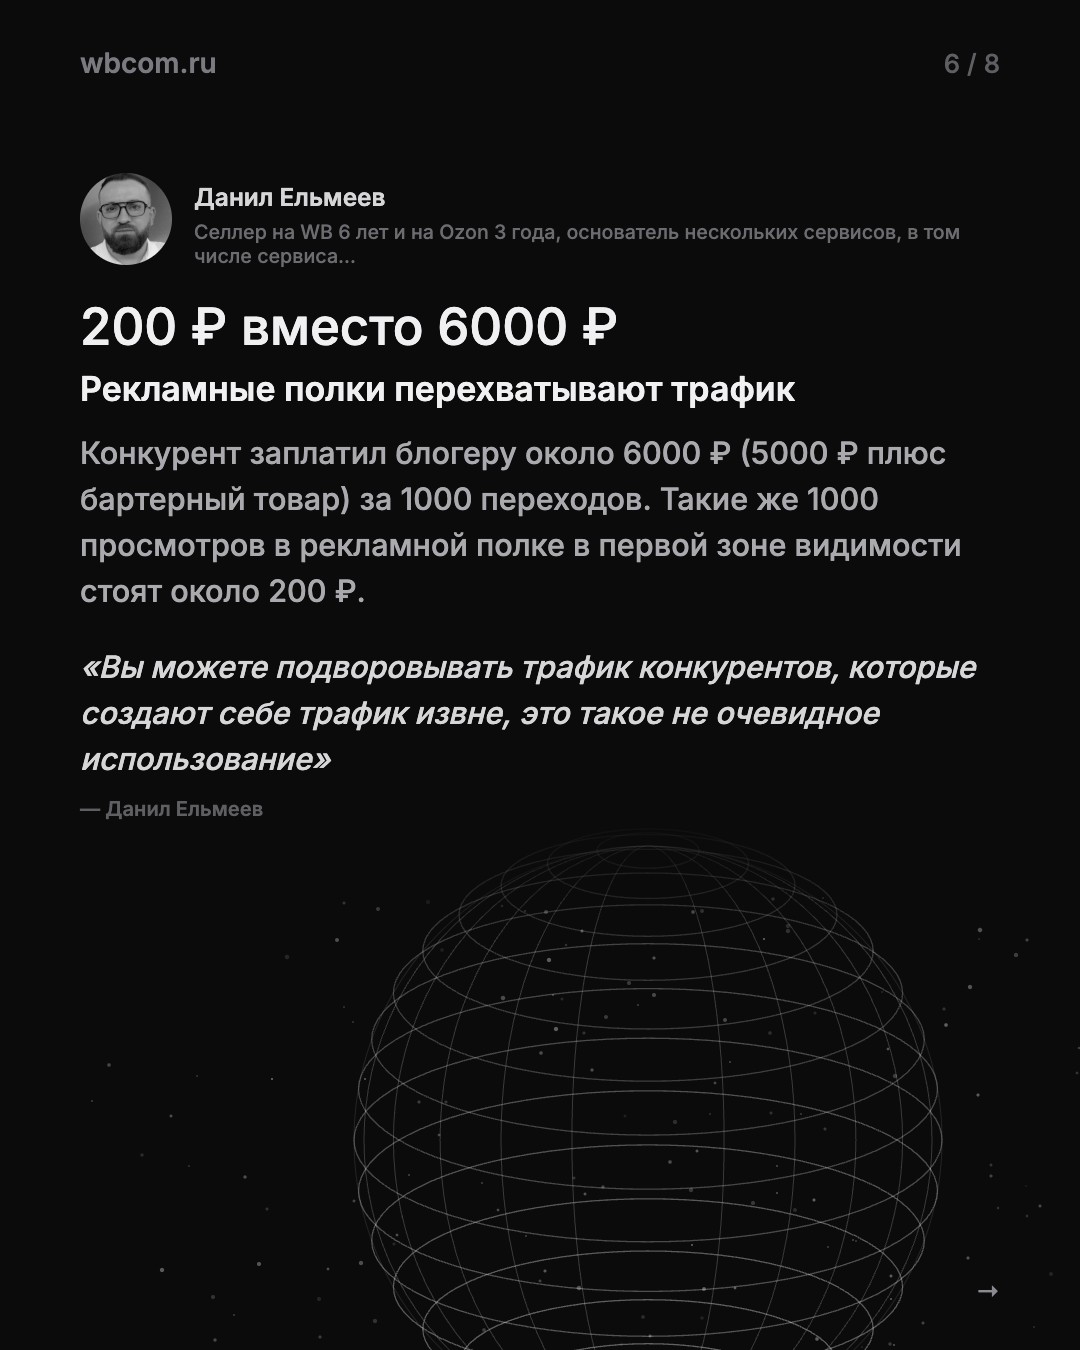 wbcom.ru
6 / 8
Данил Ельмеев
Селлер на WB 6 лет и на Ozon 3 года, основатель нескольких сервисов, в том
числе сервиса...
200 ₽ вместо 6000 ₽
Рекламные полки перехватывают трафик
Конкурент заплатил блогеру около 6000 ₽ (5000 ₽ плюс
бартерный товар) за 1000 переходов. Такие же 1000
просмотров в рекламной полке в первой зоне видимости
стоят около 200 ₽.
«Вы можете подворовывать трафик конкурентов, которые
создают себе трафик извне, это такое не очевидное
использование»
— Данил Ельмеев
→